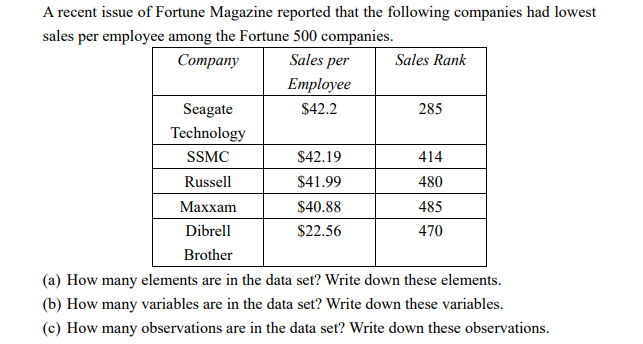 A recent issue of Fortune Magazine reported that the following companies had lowest
sales per employee among the Fortune 500 companies.
Company Sales per Employee Sales Rank
Seagate Technology $42.2 285
SSMC $42.19 414
Russell $41.99 480
Maxxam $40.88 485
Dibrell Brother $22.56 470
(a) How many elements are in the data set? Write down these elements.
(b) How many variables are in the data set? Write down these variables.
(c) How many observations are in the data set? Write down these observations.